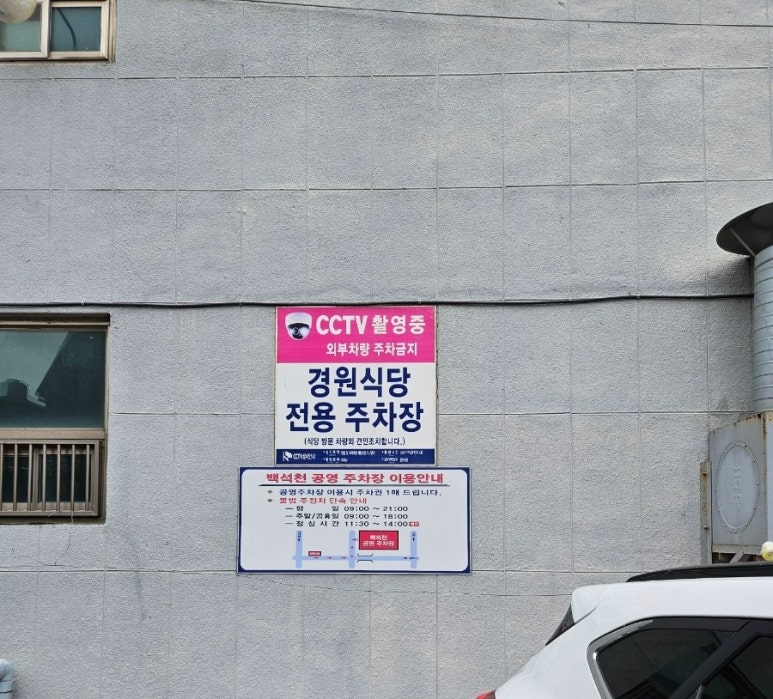 CCTV 촬영중
외부차량 주차금지
경원식당
전용 주차장
(식당 방문 차량외 견인조치합니다.)
백석천 공영 주차장 이용안내
공영주차장 이용시 주차권 1매 드립니다.
불법 주정차 단속 안내
— 평 일 09:00 ~ 21:00
— 주말/공휴일 09:00 ~ 18:00
— 점심시간 11:30 ~ 14:00
백석천
공영 주차장